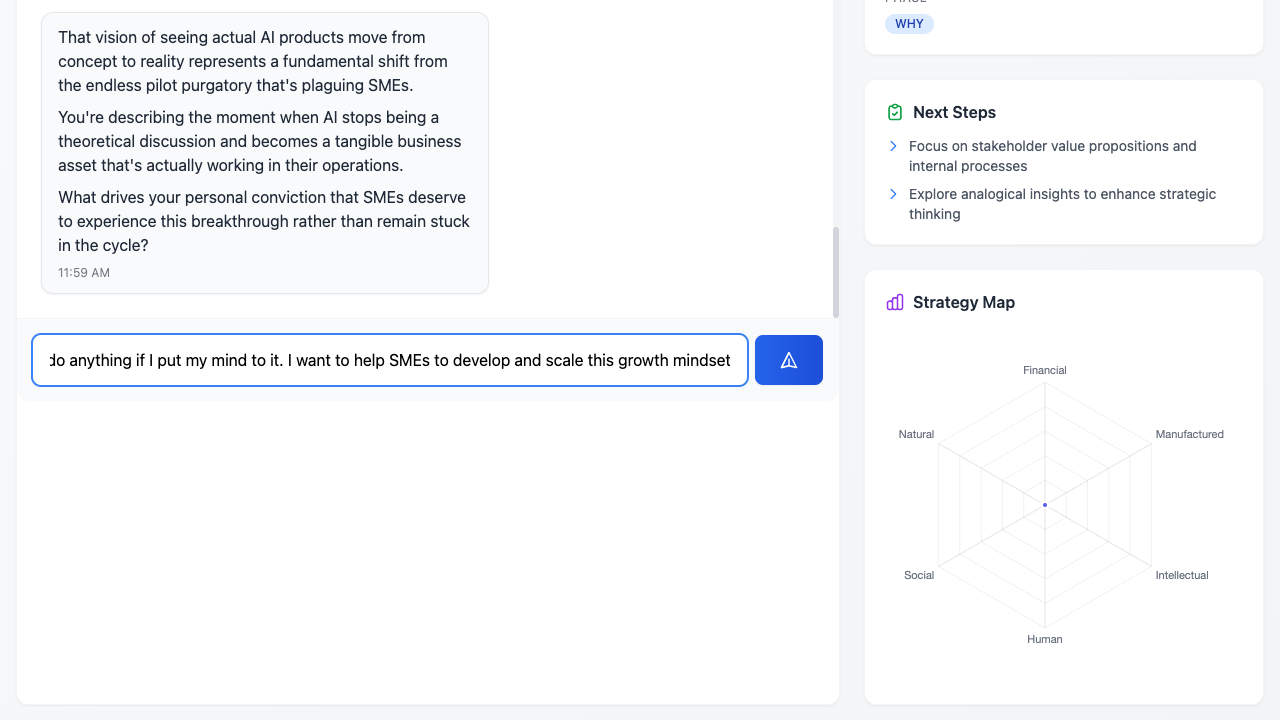 That vision of seeing actual AI products move from
concept to reality represents a fundamental shift from
the endless pilot purgatory that's plaguing SMEs.
You're describing the moment when AI stops being a
theoretical discussion and becomes a tangible business
asset that's actually working in their operations.
What drives your personal conviction that SMEs deserve
to experience this breakthrough rather than remain stuck
in the cycle?
11:59 AM
do anything if I put my mind to it. I want to help SMEs to develop and scale this growth mindset
WHY
Next Steps
Focus on stakeholder value propositions and
internal processes
Explore analogical insights to enhance strategic
thinking
Strategy Map
Financial
Natural
Manufactured
Social
Intellectual
Human